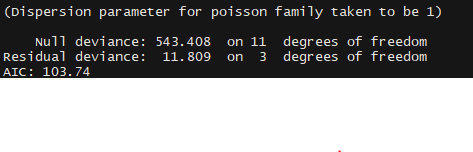 (Dispersion parameter for poisson family taken to be 1)
Null deviance: 543.408 on 11 degrees of freedom
Residual deviance: 11.809 on 3 degrees of freedom
AIC: 103.74